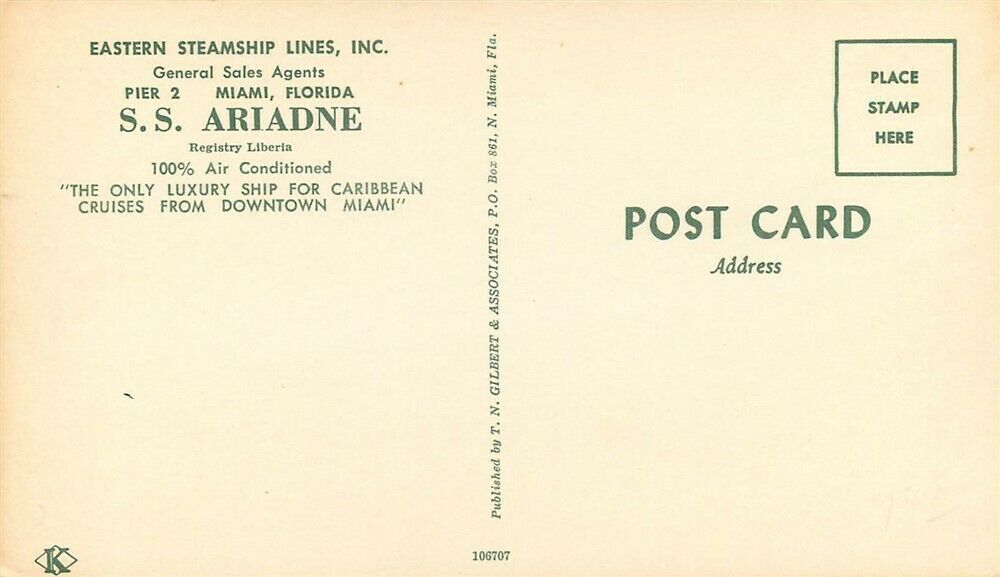 EASTERN STEAMSHIP LINES, INC.
General Sales Agents
PIER 2 MIAMI, FLORIDA
S. S. ARIADNE
Registry Liberia
100% Air Conditioned
"THE ONLY LUXURY SHIP FOR CARIBBEAN
CRUISES FROM DOWNTOWN MIAMI"
K
Published by T. N. GILBERT & ASSOCIATES, P.O. Box 861, N. Miami, Fla.
106707
PLACE
STAMP
HERE
POST CARD
Address